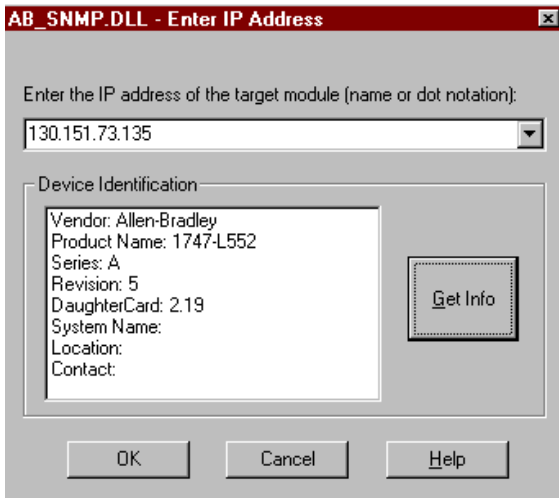 AB_SNMP.DLL - Enter IP Address
Enter the IP address of the target module (name or dot notation):
130.151.73.135
Device Identification
Vendor: Allen-Bradley
Product Name: 1747-L552
Series: A
Revision: 5
DaughterCard: 2.19
System Name:
Location:
Contact:
Get Info
OK Cancel Help